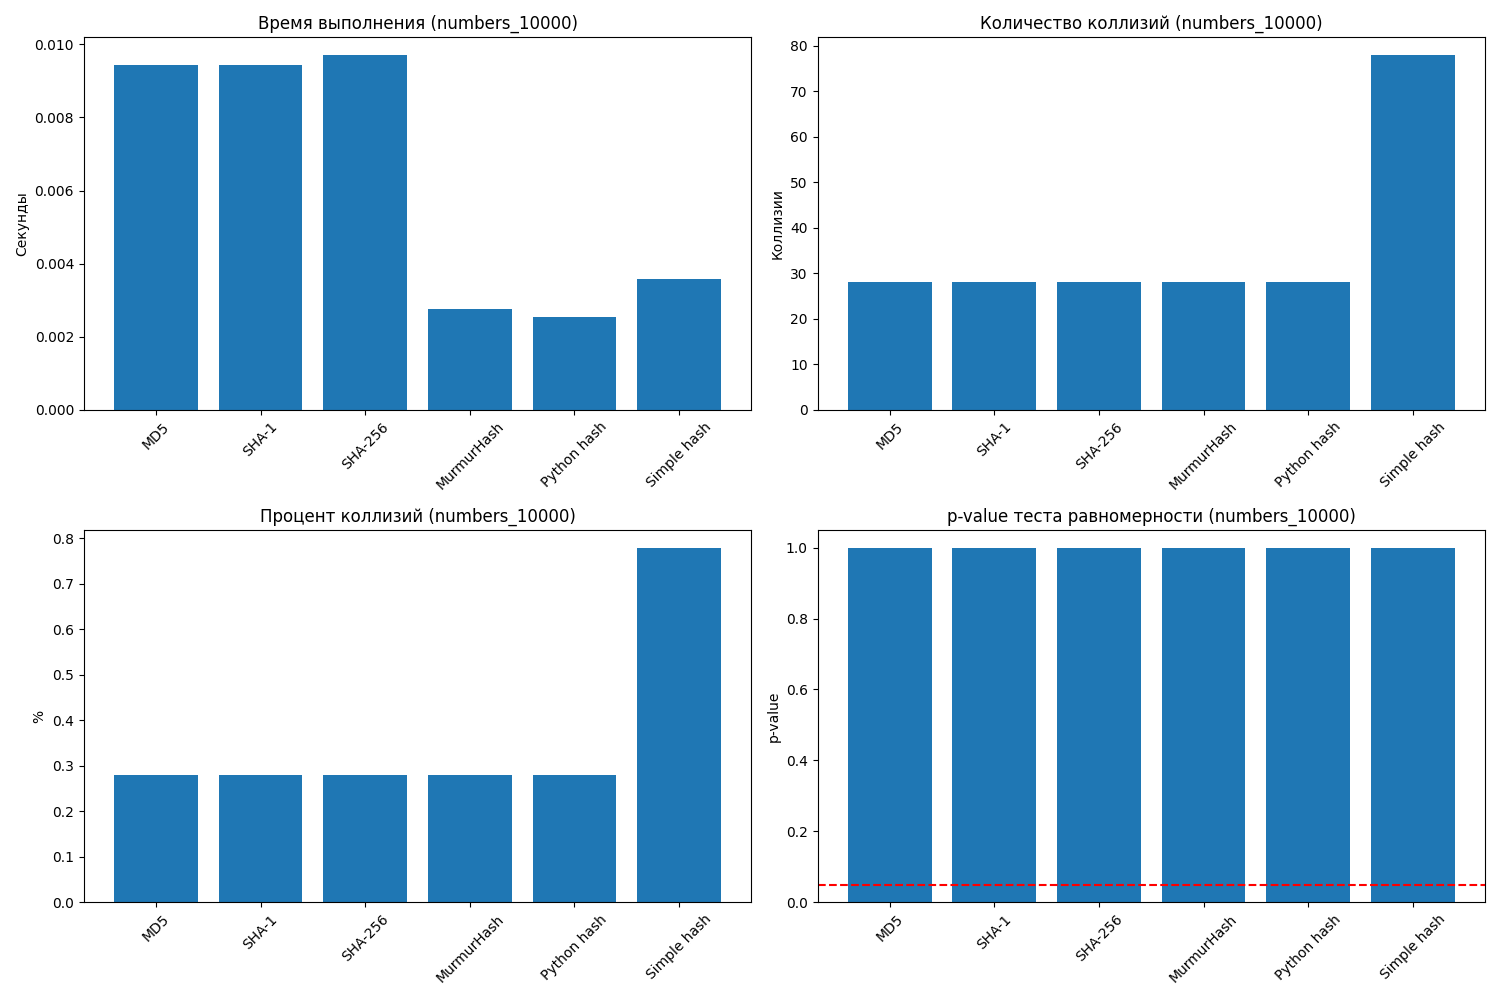 Время выполнения (numbers_10000)
Секунды
0.010
0.008
0.006
0.004
0.002
0.000
MD5
SHA-1
SHA-256
MurmurHash
Python hash
Simple hash
Количество коллизий (numbers_10000)
Коллизии
80
70
60
50
40
30
20
10
0
MD5
SHA-1
SHA-256
MurmurHash
Python hash
Simple hash
Процент коллизий (numbers_10000)
%
0.8
0.7
0.6
0.5
0.4
0.3
0.2
0.1
0.0
MD5
SHA-1
SHA-256
MurmurHash
Python hash
Simple hash
p-value теста равномерности (numbers_10000)
p-value
1.0
0.8
0.6
0.4
0.2
0.0
MD5
SHA-1
SHA-256
MurmurHash
Python hash
Simple hash